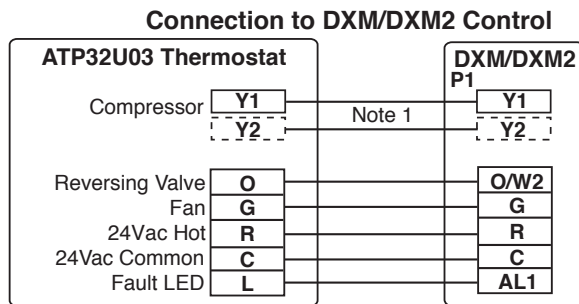 Connection to DXM/DXM2 Control
ATP32U03 Thermostat
DXM/DXM2
P1
Compressor Y1 Note 1 Y1
Y2 Y2
Reversing Valve O O/W2
Fan G G
24Vac Hot R R
24Vac Common C C
Fault LED L AL1